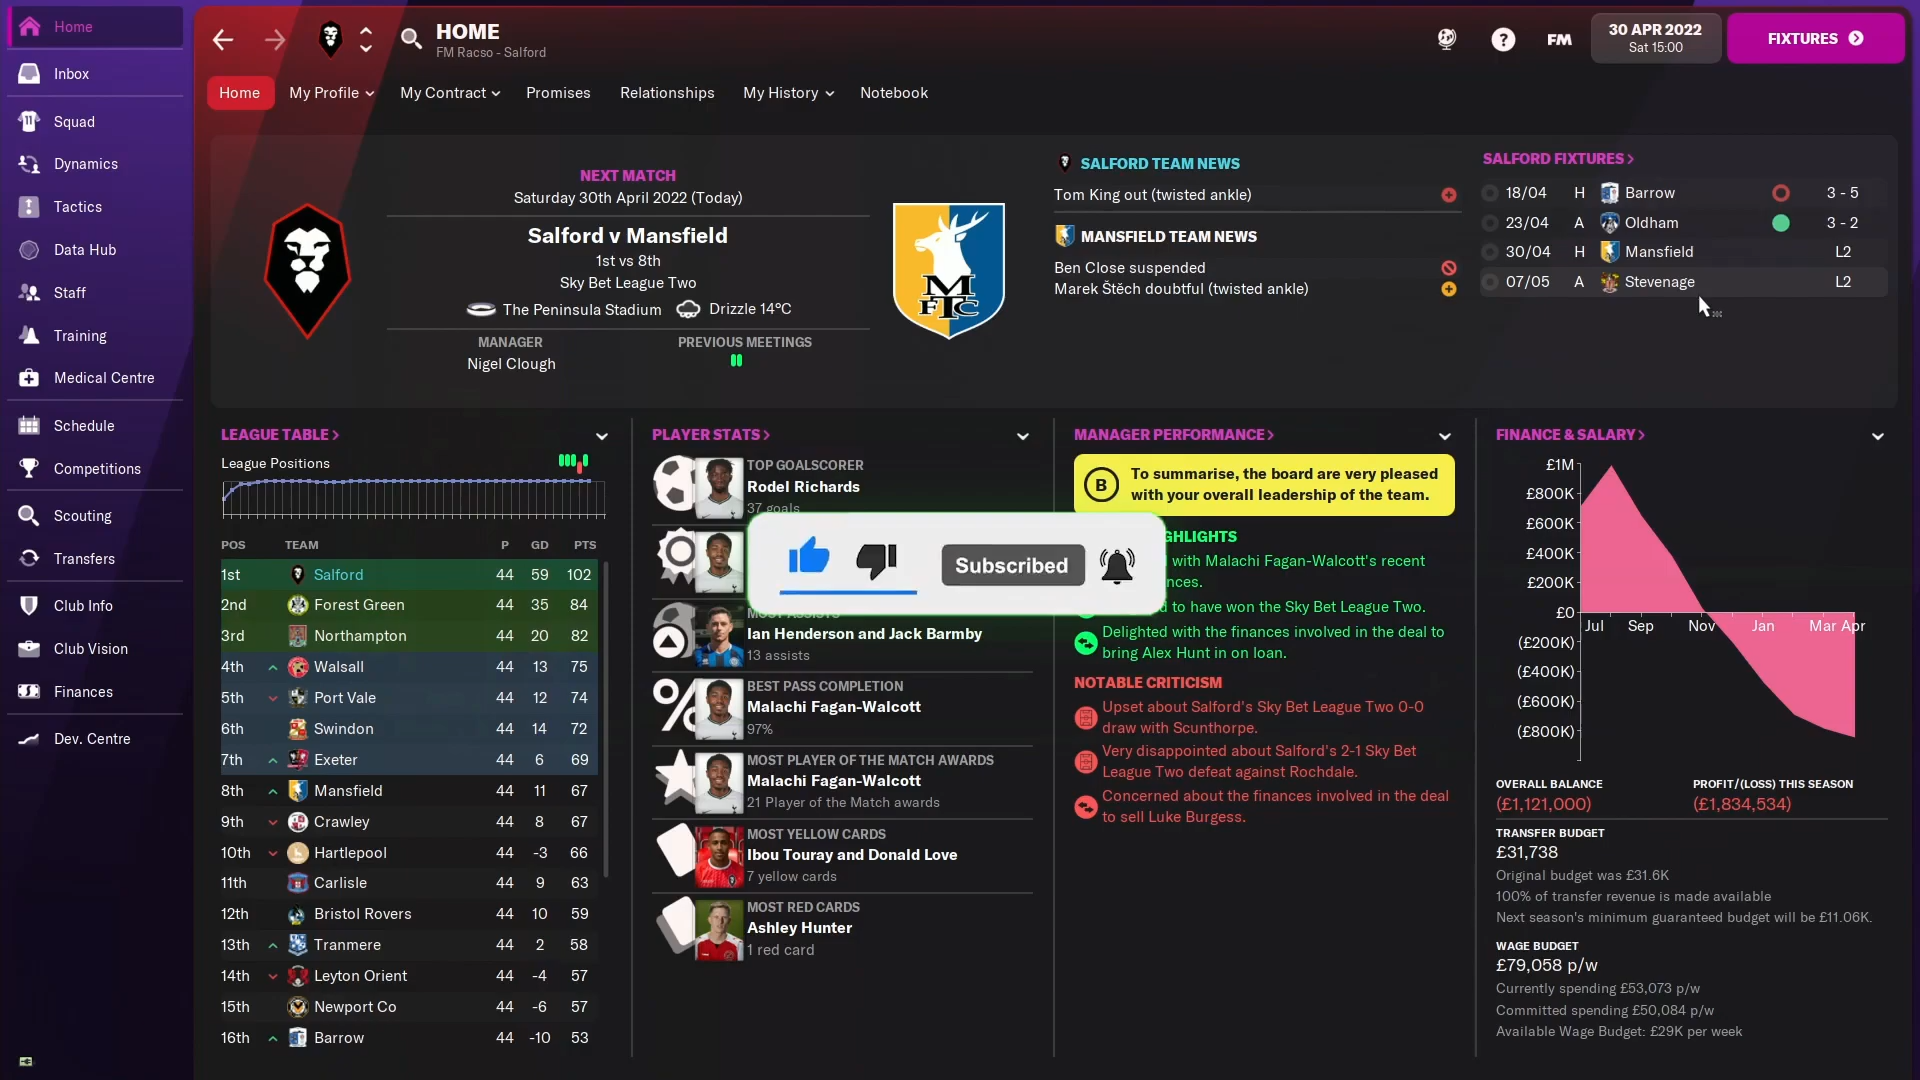 Home
Inbox
Squad
Dynamics
Tactics
Data Hub
Staff
Training
Medical Centre
Schedule
Competitions
Scouting
Transfers
Club Info
Club Vision
Finances
Dev. Centre
HOME
FM Racso - Salford
?
FM
30 APR 2022
Sat 15:00
FIXTURES
Home
My Profile
My Contract
Promises
Relationships
My History
Notebook
NEXT MATCH
Saturday 30th April 2022 (Today)
Salford v Mansfield
1st vs 8th
Sky Bet League Two
The Peninsula Stadium
Drizzle 14°C
MANAGER
Nigel Clough
PREVIOUS MEETINGS
MTFC
SALFORD TEAM NEWS
Tom King out (twisted ankle)
MANSFIELD TEAM NEWS
Ben Close suspended
Marek Štěch doubtful (twisted ankle)
SALFORD FIXTURES
18/04 H Barrow 3 - 5
23/04 A Oldham 3 - 2
30/04 H Mansfield L2
07/05 A Stevenage L2
LEAGUE TABLE
League Positions
POS TEAM P GD PTS
1st Salford 44 59 102
2nd Forest Green 44 35 84
3rd Northampton 44 20 82
4th Walsall 44 13 75
5th Port Vale 44 12 74
6th Swindon 44 14 72
7th Exeter 44 6 69
8th Mansfield 44 11 67
9th Crawley 44 8 67
10th Hartlepool 44 -3 66
11th Carlisle 44 9 63
12th Bristol Rovers 44 10 59
13th Tranmere 44 2 58
14th Leyton Orient 44 -4 57
15th Newport Co 44 -6 57
16th Barrow 44 -10 53
PLAYER STATS
TOP GOALSCORER
Rodel Richards
37 goals
Subscribed
MOST ASSISTS
Ian Henderson and Jack Barmby
13 assists
BEST PASS COMPLETION
Malachi Fagan-Walcott
97%
MOST PLAYER OF THE MATCH AWARDS
Malachi Fagan-Walcott
21 Player of the Match awards
MOST YELLOW CARDS
Ibou Touray and Donald Love
7 yellow cards
MOST RED CARDS
Ashley Hunter
1 red card
MANAGER PERFORMANCE
B
To summarise, the board are very pleased
with your overall leadership of the team.
GHLIGHTS
with Malachi Fagan-Walcott's recent
nces.
to have won the Sky Bet League Two.
Delighted with the finances involved in the deal to
bring Alex Hunt in on loan.
NOTABLE CRITICISM
Upset about Salford's Sky Bet League Two 0-0
draw with Scunthorpe.
Very disappointed about Salford's 2-1 Sky Bet
League Two defeat against Rochdale.
Concerned about the finances involved in the deal
to sell Luke Burgess.
FINANCE & SALARY
£1M
£800K
£600K
£400K
£200K
£0
(£200K)
(£400K)
(£600K)
(£800K)
Jul Sep Nov Jan Mar Apr
OVERALL BALANCE
(£1,121,000)
PROFIT/(LOSS) THIS SEASON
(£1,834,534)
TRANSFER BUDGET
£31,738
Original budget was £31.6K
100% of transfer revenue is made available
Next season's minimum guaranteed budget will be £11.06K.
WAGE BUDGET
£79,058 p/w
Currently spending £53,073 p/w
Committed spending £50,084 p/w
Available Wage Budget: £29K per week